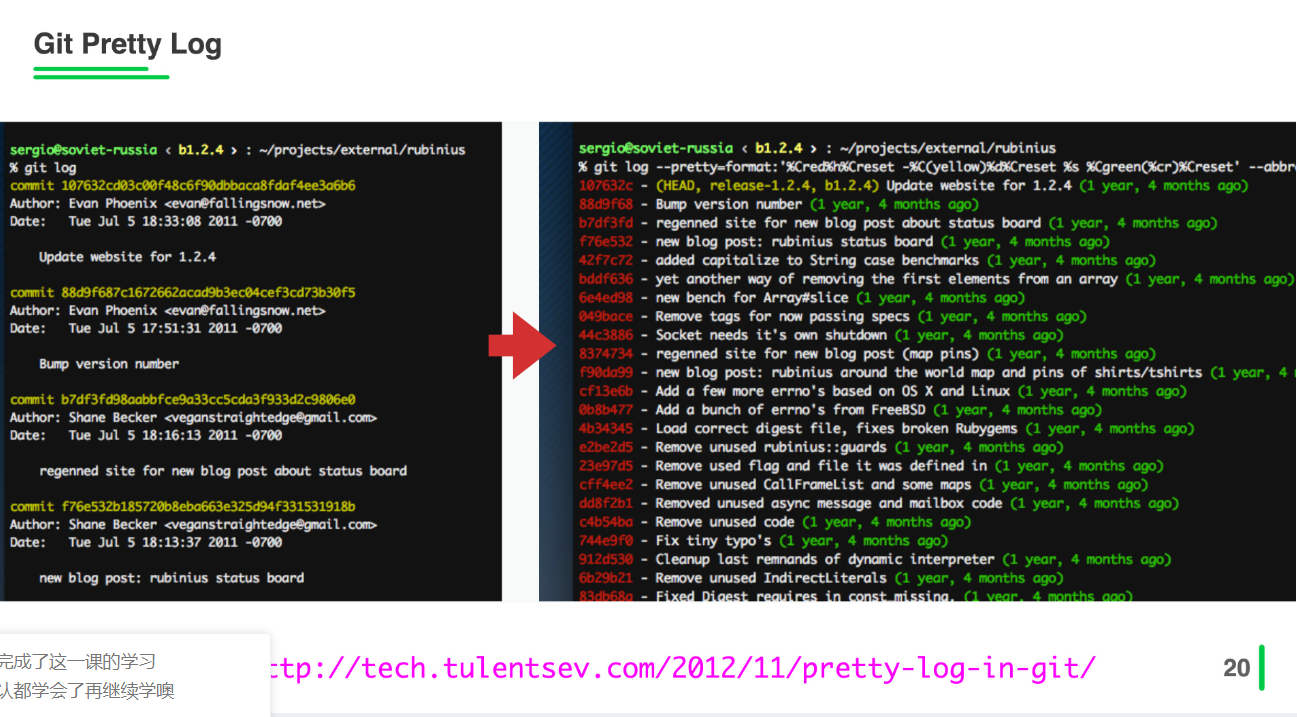 Git Pretty Log
sergio@soviet-russia ‹ b1.2.4 › : ~/projects/external/rubinius
% git log
commit 107632cd03c00f48c6f90dbbaca8fdaf4ee3a6b6
Author: Evan Phoenix <evan@fallingsnow.net>
Date:   Tue Jul 5 18:33:08 2011 -0700
Update website for 1.2.4
commit 88d9f687c1672662acad9b3ec04cef3cd73b30f5
Author: Evan Phoenix <evan@fallingsnow.net>
Date:   Tue Jul 5 17:51:31 2011 -0700
Bump version number
commit b7df3fd98aabbfce9a33cc5cda3f933d2c9806e0
Author: Shane Becker <veganstraightedge@gmail.com>
Date:   Tue Jul 5 18:16:13 2011 -0700
regenned site for new blog post about status board
commit f76e532b185720b8eba663e325d94f331531918b
Author: Shane Becker <veganstraightedge@gmail.com>
Date:   Tue Jul 5 18:13:37 2011 -0700
new blog post: rubinius status board
sergio@soviet-russia ‹ b1.2.4 › : ~/projects/external/rubinius
% git log --pretty=format:'%Cred%h%Creset -%C(yellow)%d%Creset %s %Cgreen(%cr)%Creset' --abbre
107632c - (HEAD, release-1.2.4, b1.2.4) Update website for 1.2.4 (1 year, 4 months ago)
88d9f68 - Bump version number (1 year, 4 months ago)
b7df3fd - regenned site for new blog post about status board (1 year, 4 months ago)
f76e532 - new blog post: rubinius status board (1 year, 4 months ago)
42f7c72 - added capitalize to String case benchmarks (1 year, 4 months ago)
bddf636 - yet another way of removing the first elements from an array (1 year, 4 months ago)
6e4ed98 - new bench for Array#slice (1 year, 4 months ago)
049bace - Remove tags for now passing specs (1 year, 4 months ago)
44c3886 - Socket needs it's own shutdown (1 year, 4 months ago)
8374734 - regenned site for new blog post (map pins) (1 year, 4 months ago)
f90da99 - new blog post: rubinius around the world map and pins of shirts/tshirts (1 year, 4
cf13e6b - Add a few more errno's based on OS X and Linux (1 year, 4 months ago)
0b8b477 - Add a bunch of errno's from FreeBSD (1 year, 4 months ago)
4b34345 - Load correct digest file, fixes broken Rubygems (1 year, 4 months ago)
e2be2d5 - Remove unused rubinius::guards (1 year, 4 months ago)
23e97d5 - Remove used flag and file it was defined in (1 year, 4 months ago)
cff4ee2 - Remove unused CallFrameList and some maps (1 year, 4 months ago)
dd8f2b1 - Removed unused async message and mailbox code (1 year, 4 months ago)
c4b54ba - Remove unused code (1 year, 4 months ago)
744e9f0 - Fix tiny typo's (1 year, 4 months ago)
912d530 - Cleanup last remnands of dynamic interpreter (1 year, 4 months ago)
6b29b21 - Remove unused IndirectLiterals (1 year, 4 months ago)
83db68a - Fixed Digest requires in const_missing. (1 year, 4 months ago)
完成了这一课的学习
认都学会了再继续学噢
ttp://tech.tulentsev.com/2012/11/pretty-log-in-git/
20